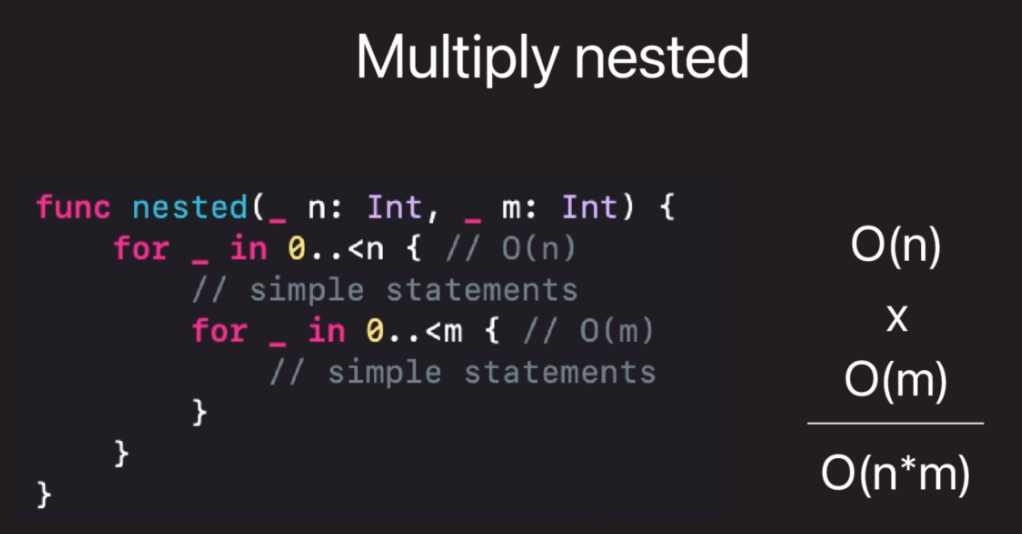 Multiply nested
func nested(_ n: Int, _ m: Int) {
for _ in 0..<n { // O(n)
// simple statements
for _ in 0..<m { // O(m)
// simple statements
}
}
}
O(n)
x
O(m)
O(n*m)